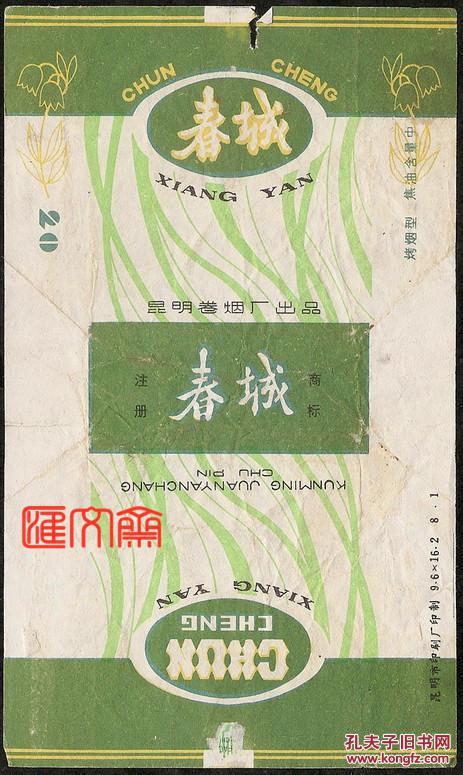 CHUN CHENG
春城
XIANG YAN
20
烤烟型 焦油含量中
昆明卷烟厂出品
注册 春城 商标
KUNMING JUANYANCHANG
CHU PIN
匯文齋
XIANG YAN
CHUN
CHENG
昆明市印刷厂印制 9.6×16.2 8.1
孔夫子旧书网
www.kongfz.com